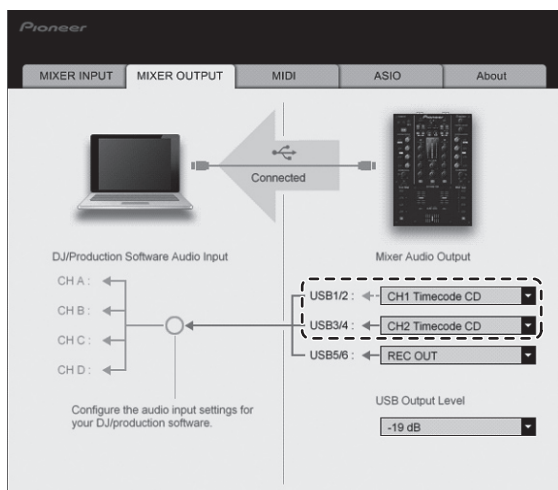 Pioneer
MIXER INPUT
MIXER OUTPUT
MIDI
ASIO
About
Connected
DJ/Production Software Audio Input
Mixer Audio Output
CH A :
CH B :
CH C :
CH D :
USB1/2 :
CH1 Timecode CD
USB3/4 :
CH2 Timecode CD
USB5/6 :
REC OUT
Configure the audio input settings for
your DJ/production software.
USB Output Level
-19 dB